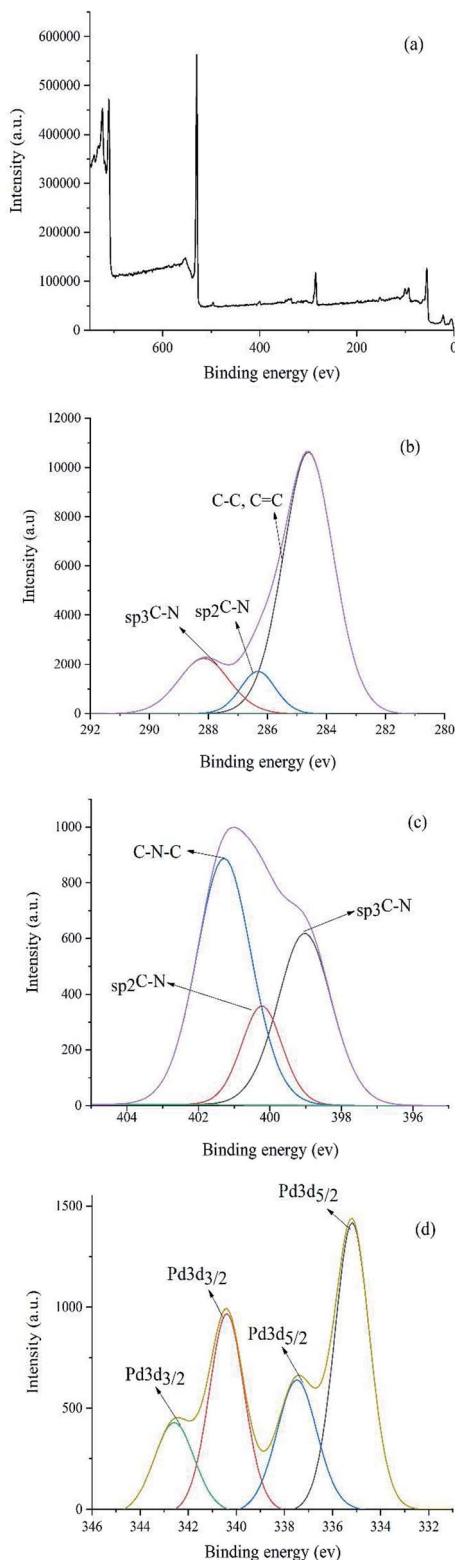 (a)
600000
500000
400000
300000
200000
100000
0
Intensity (a.u.)
600 400 200 0
Binding energy (ev)
(b)
12000
10000
8000
6000
4000
2000
0
Intensity (a.u)
C-C, C=C
sp2C-N
sp3C-N
292 290 288 286 284 282 280
Binding energy (ev)
(c)
1000
800
600
400
200
0
Intensity (a.u.)
C-N-C
sp3C-N
sp2C-N
404 402 400 398 396
Binding energy (ev)
(d)
1500
1000
500
0
Intensity (a.u.)
Pd3d5/2
Pd3d3/2
Pd3d5/2
Pd3d3/2
346 344 342 340 338 336 334 332
Binding energy (ev)